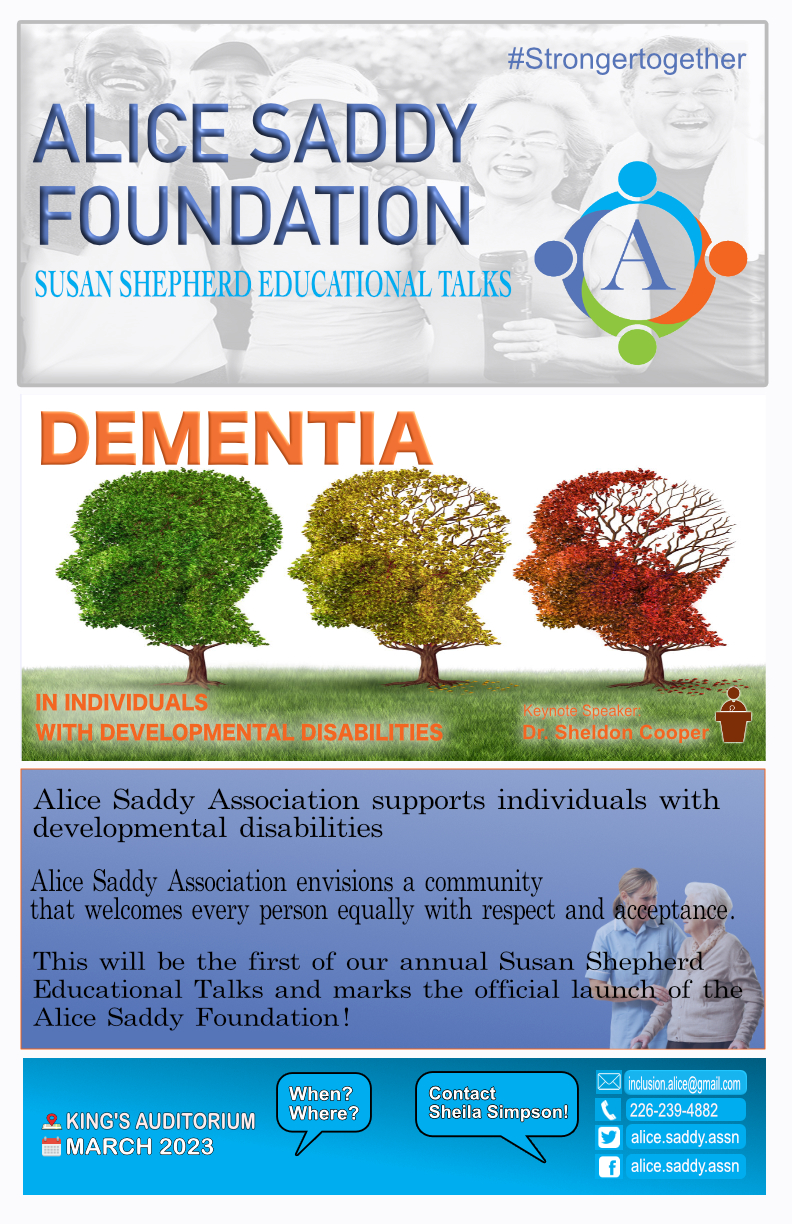 #Strongertogether
ALICE SADDY
FOUNDATION
SUSAN SHEPHERD EDUCATIONAL TALKS
A
DEMENTIA
IN INDIVIDUALS
WITH DEVELOPMENTAL DISABILITIES
Keynote Speaker
Dr. Sheldon Cooper
Alice Saddy Association supports individuals with
developmental disabilities
Alice Saddy Association envisions a community
that welcomes every person equally with respect and acceptance.
This will be the first of our annual Susan Shepherd
Educational Talks and marks the official launch of the
Alice Saddy Foundation!
KING'S AUDITORIUM
MARCH 2023
When?
Where?
Contact
Sheila Simpson!
inclusion.alice@gmail.com
226-239-4882
alice.saddy.assn
alice.saddy.assn